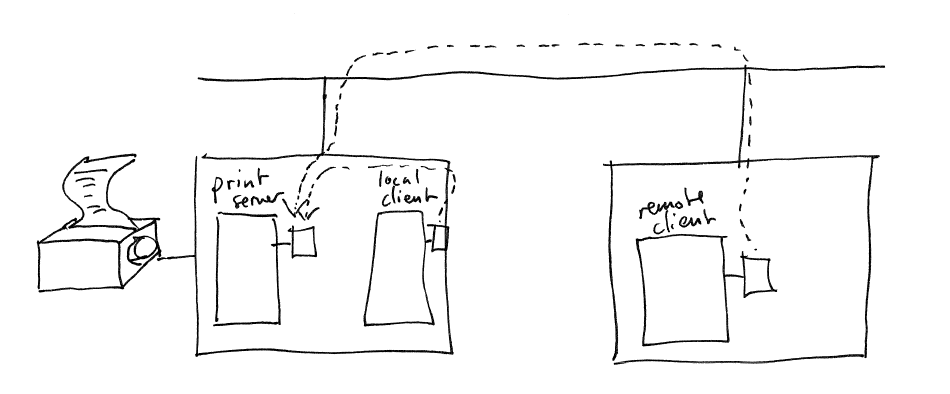 print
server
local
client
remote
client